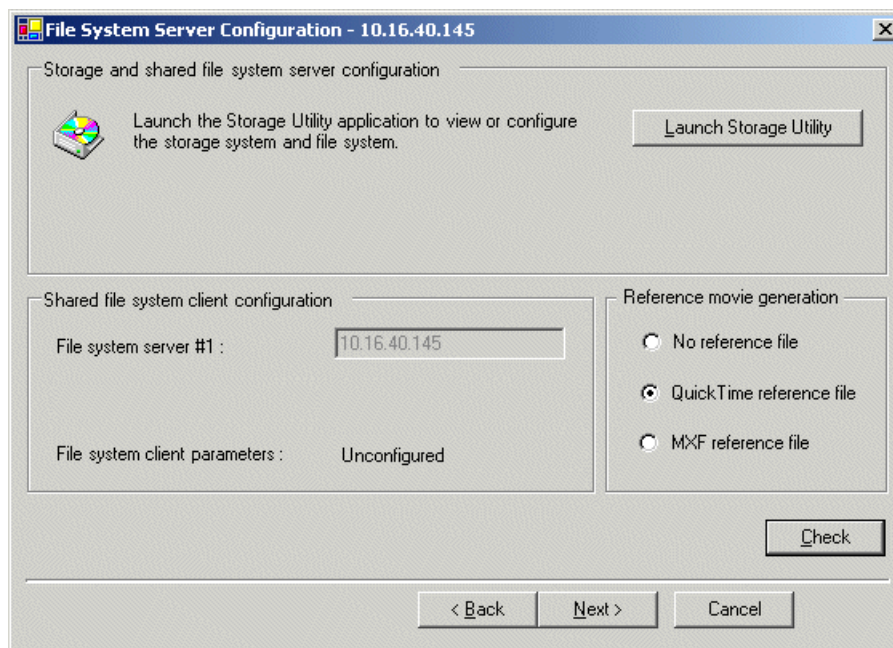 File System Server Configuration - 10.16.40.145
Storage and shared file system server configuration
Launch the Storage Utility application to view or configure
the storage system and file system.
Launch Storage Utility
Shared file system client configuration
File system server #1 :
10.16.40.145
File system client parameters :
Unconfigured
Reference movie generation
No reference file
QuickTime reference file
MXF reference file
Check
< Back
Next >
Cancel